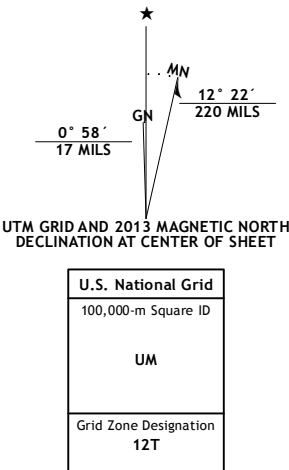 ★
MN
12° 22´
220 MILS
GN
0° 58´
17 MILS
UTM GRID AND 2013 MAGNETIC NORTH
DECLINATION AT CENTER OF SHEET
U.S. National Grid
100,000-m Square ID
UM
Grid Zone Designation
12T